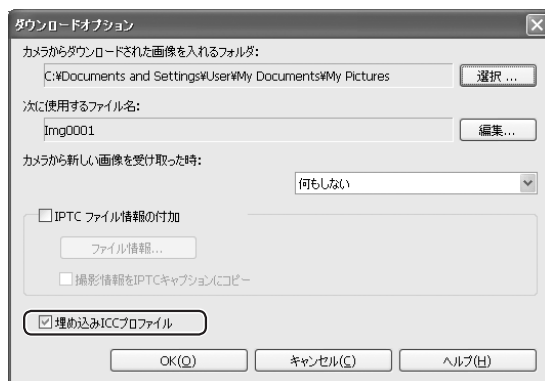 ダウンロードオプション
カメラからダウンロードされた画像を入れるフォルダ:
C:¥Documents and Settings¥User¥My Documents¥My Pictures
選択 ...
次に使用するファイル名:
Img0001
編集...
カメラから新しい画像を受け取った時:
何もしない
IPTC ファイル情報の付加
ファイル情報...
撮影情報をIPTCキャプションにコピー
埋め込みICCプロファイル
OK(O) キャンセル(C) ヘルプ(H)